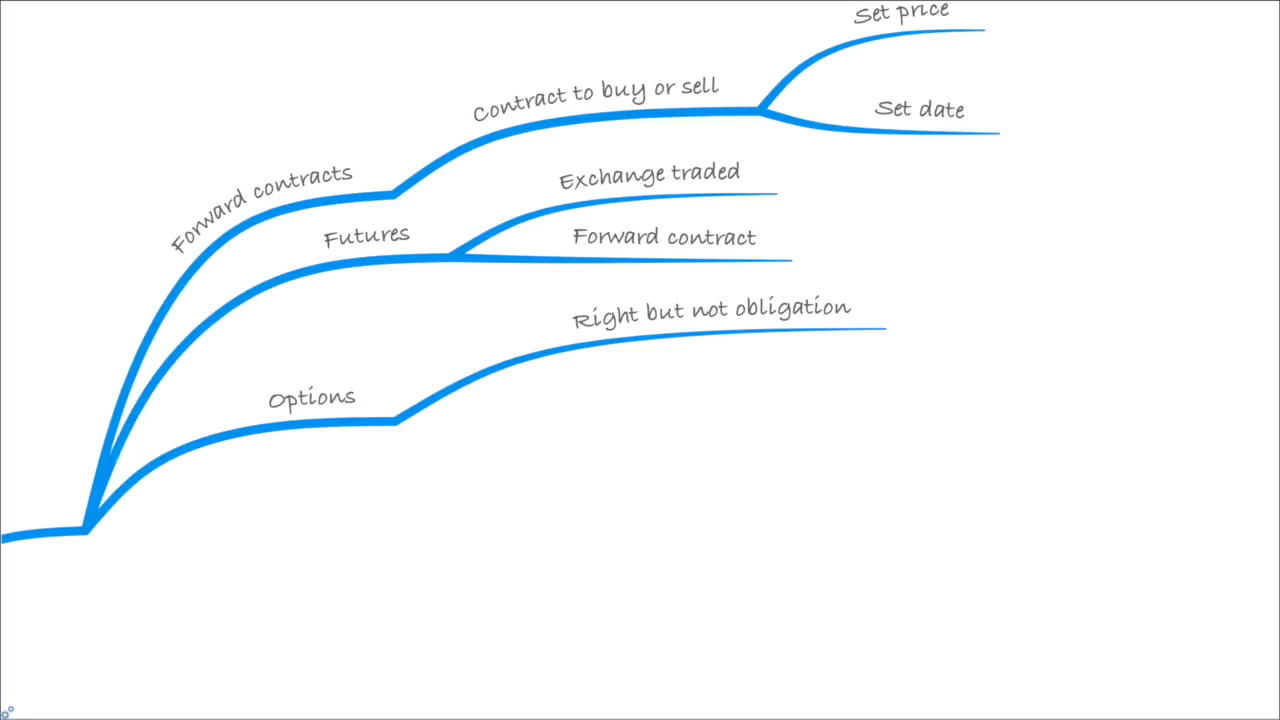 Set price
Contract to buy or sell
Set date
Forward contracts
Exchange traded
Futures
Forward contract
Right but not obligation
Options